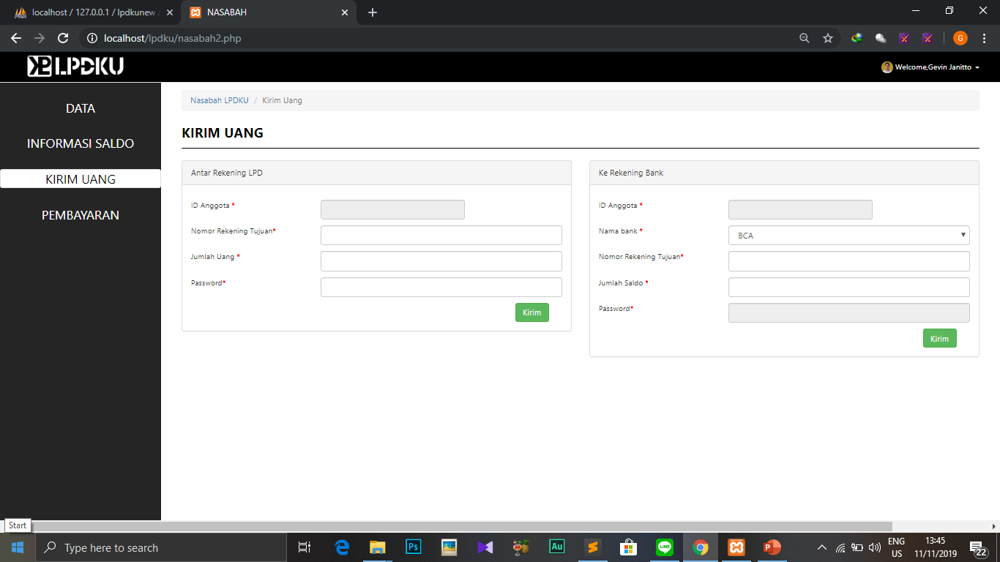 localhost / 127.0.0.1 / lpdkunew
NASABAH
localhost/lpdku/nasabah2.php
G
LPDKU
Welcome,Gevin Janitto
DATA
INFORMASI SALDO
KIRIM UANG
PEMBAYARAN
Nasabah LPDKU / Kirim Uang
KIRIM UANG
Antar Rekening LPD
ID Anggota *
Nomor Rekening Tujuan*
Jumlah Uang *
Password*
Kirim
Ke Rekening Bank
ID Anggota *
Nama bank *
BCA
Nomor Rekening Tujuan*
Jumlah Saldo *
Password*
Kirim
Start
Type here to search
Ps
Au
LINE
P
ENG
US
13:45
11/11/2019
22